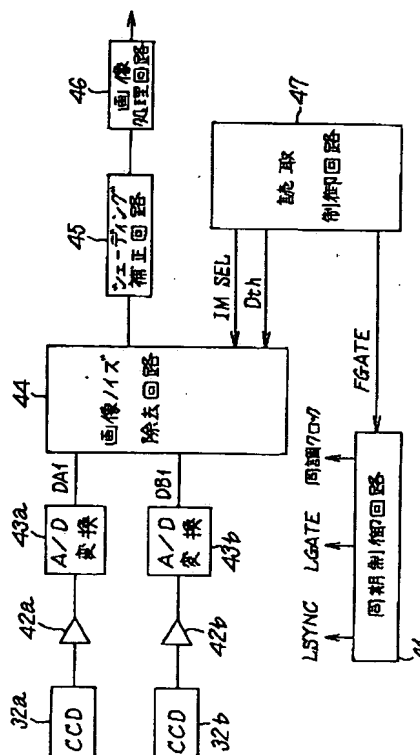 32a
CCD
42a
43a
A/D
変換
DA1
32b
CCD
42b
43b
A/D
変換
DB1
44
画像ノイズ
除去回路
45
シェーディング
補正回路
46
画像
処理回路
47
読取
制御回路
IM SEL
Dth
FGATE
同期制御回路
LSYNC
LGATE
同調クロック